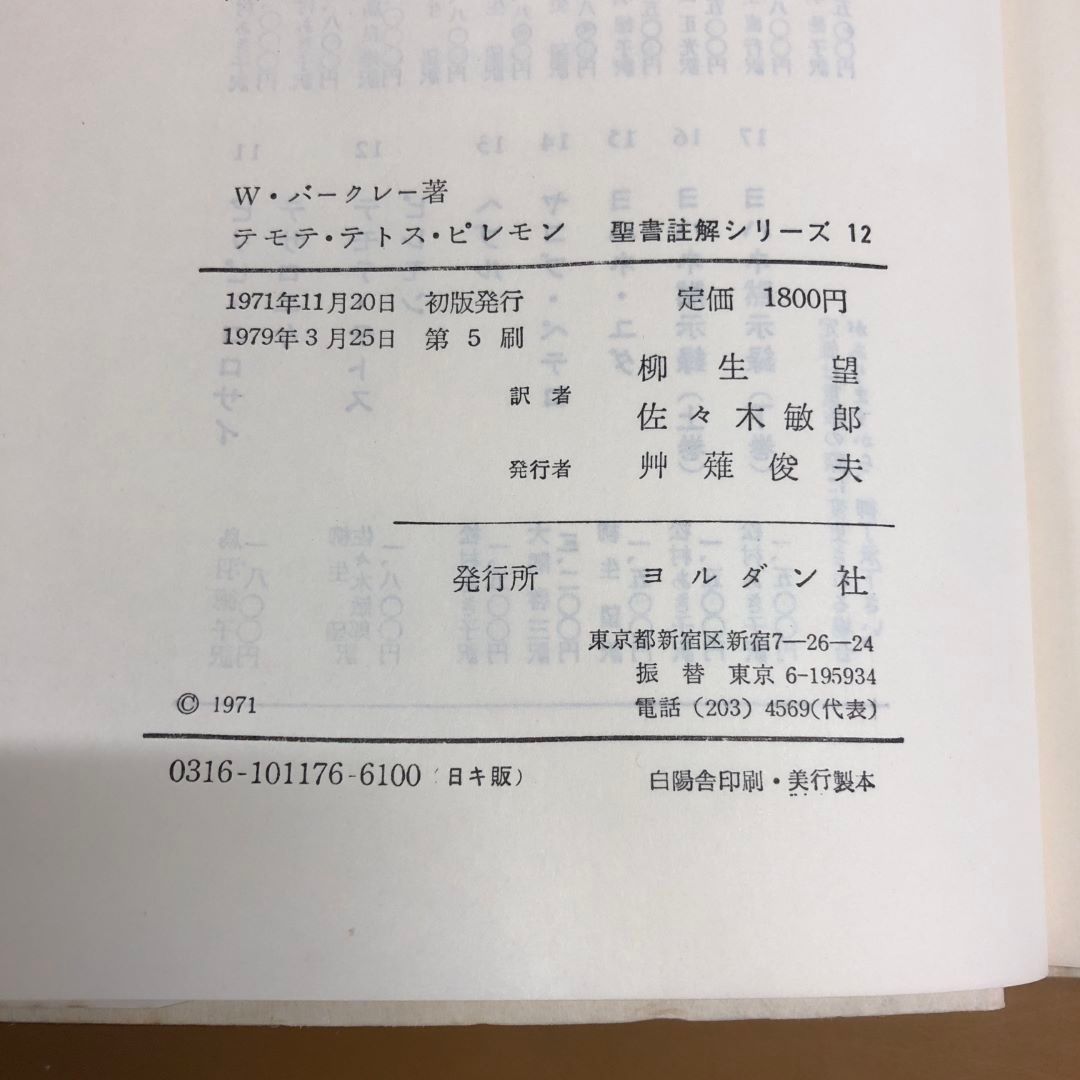 W・バークレー著
テモテ・テトス・ピレモン 聖書註解シリーズ 12
1971年11月20日 初版発行 定価 1800円
1979年3月25日 第5刷
訳者 柳生望
佐々木敏郎
発行者 艸薙俊夫
発行所 ヨルダン社
東京都新宿区新宿7―26―24
振替 東京 6-195934
© 1971 電話 (203) 4569(代表)
0316-101176-6100(日キ販) 白陽舎印刷・美行製本